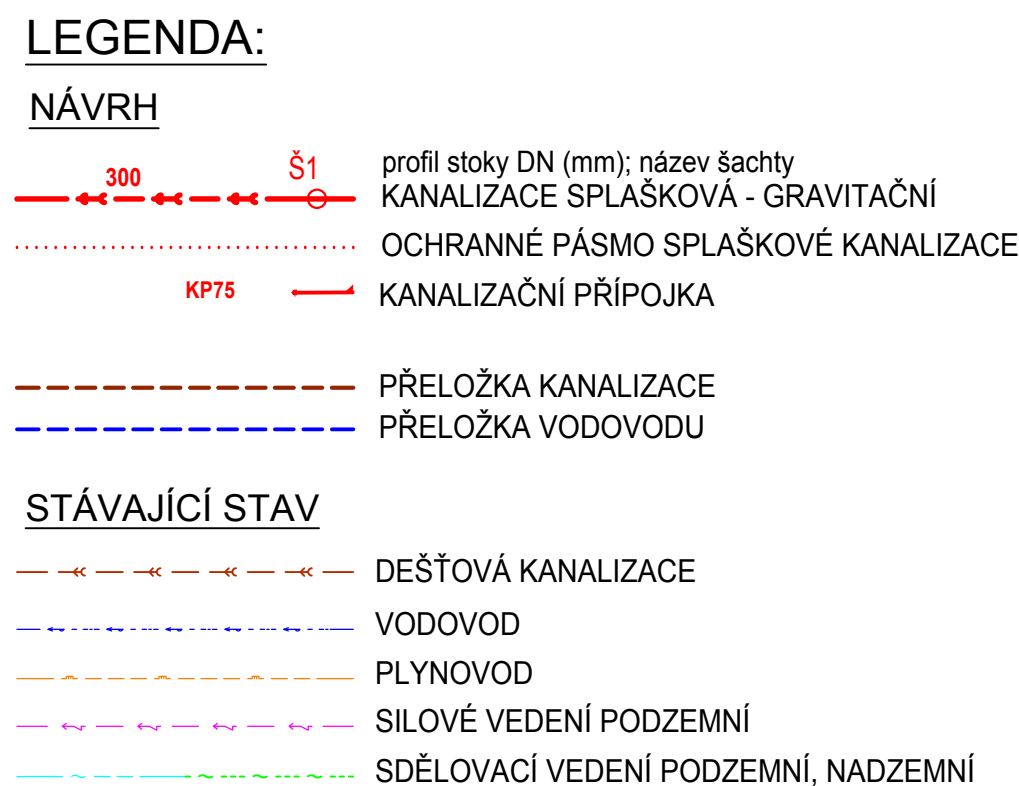 LEGENDA:
NÁVRH
300 Š1 profil stoky DN (mm); název šachty
KANALIZACE SPLAŠKOVÁ - GRAVITAČNÍ
OCHRANNÉ PÁSMO SPLAŠKOVÉ KANALIZACE
KP75 KANALIZAČNÍ PŘÍPOJKA
PŘELOŽKA KANALIZACE
PŘELOŽKA VODOVODU
STÁVAJÍCÍ STAV
DEŠŤOVÁ KANALIZACE
VODOVOD
PLYNOVOD
SILOVÉ VEDENÍ PODZEMNÍ
SDĚLOVACÍ VEDENÍ PODZEMNÍ, NADZEMNÍ